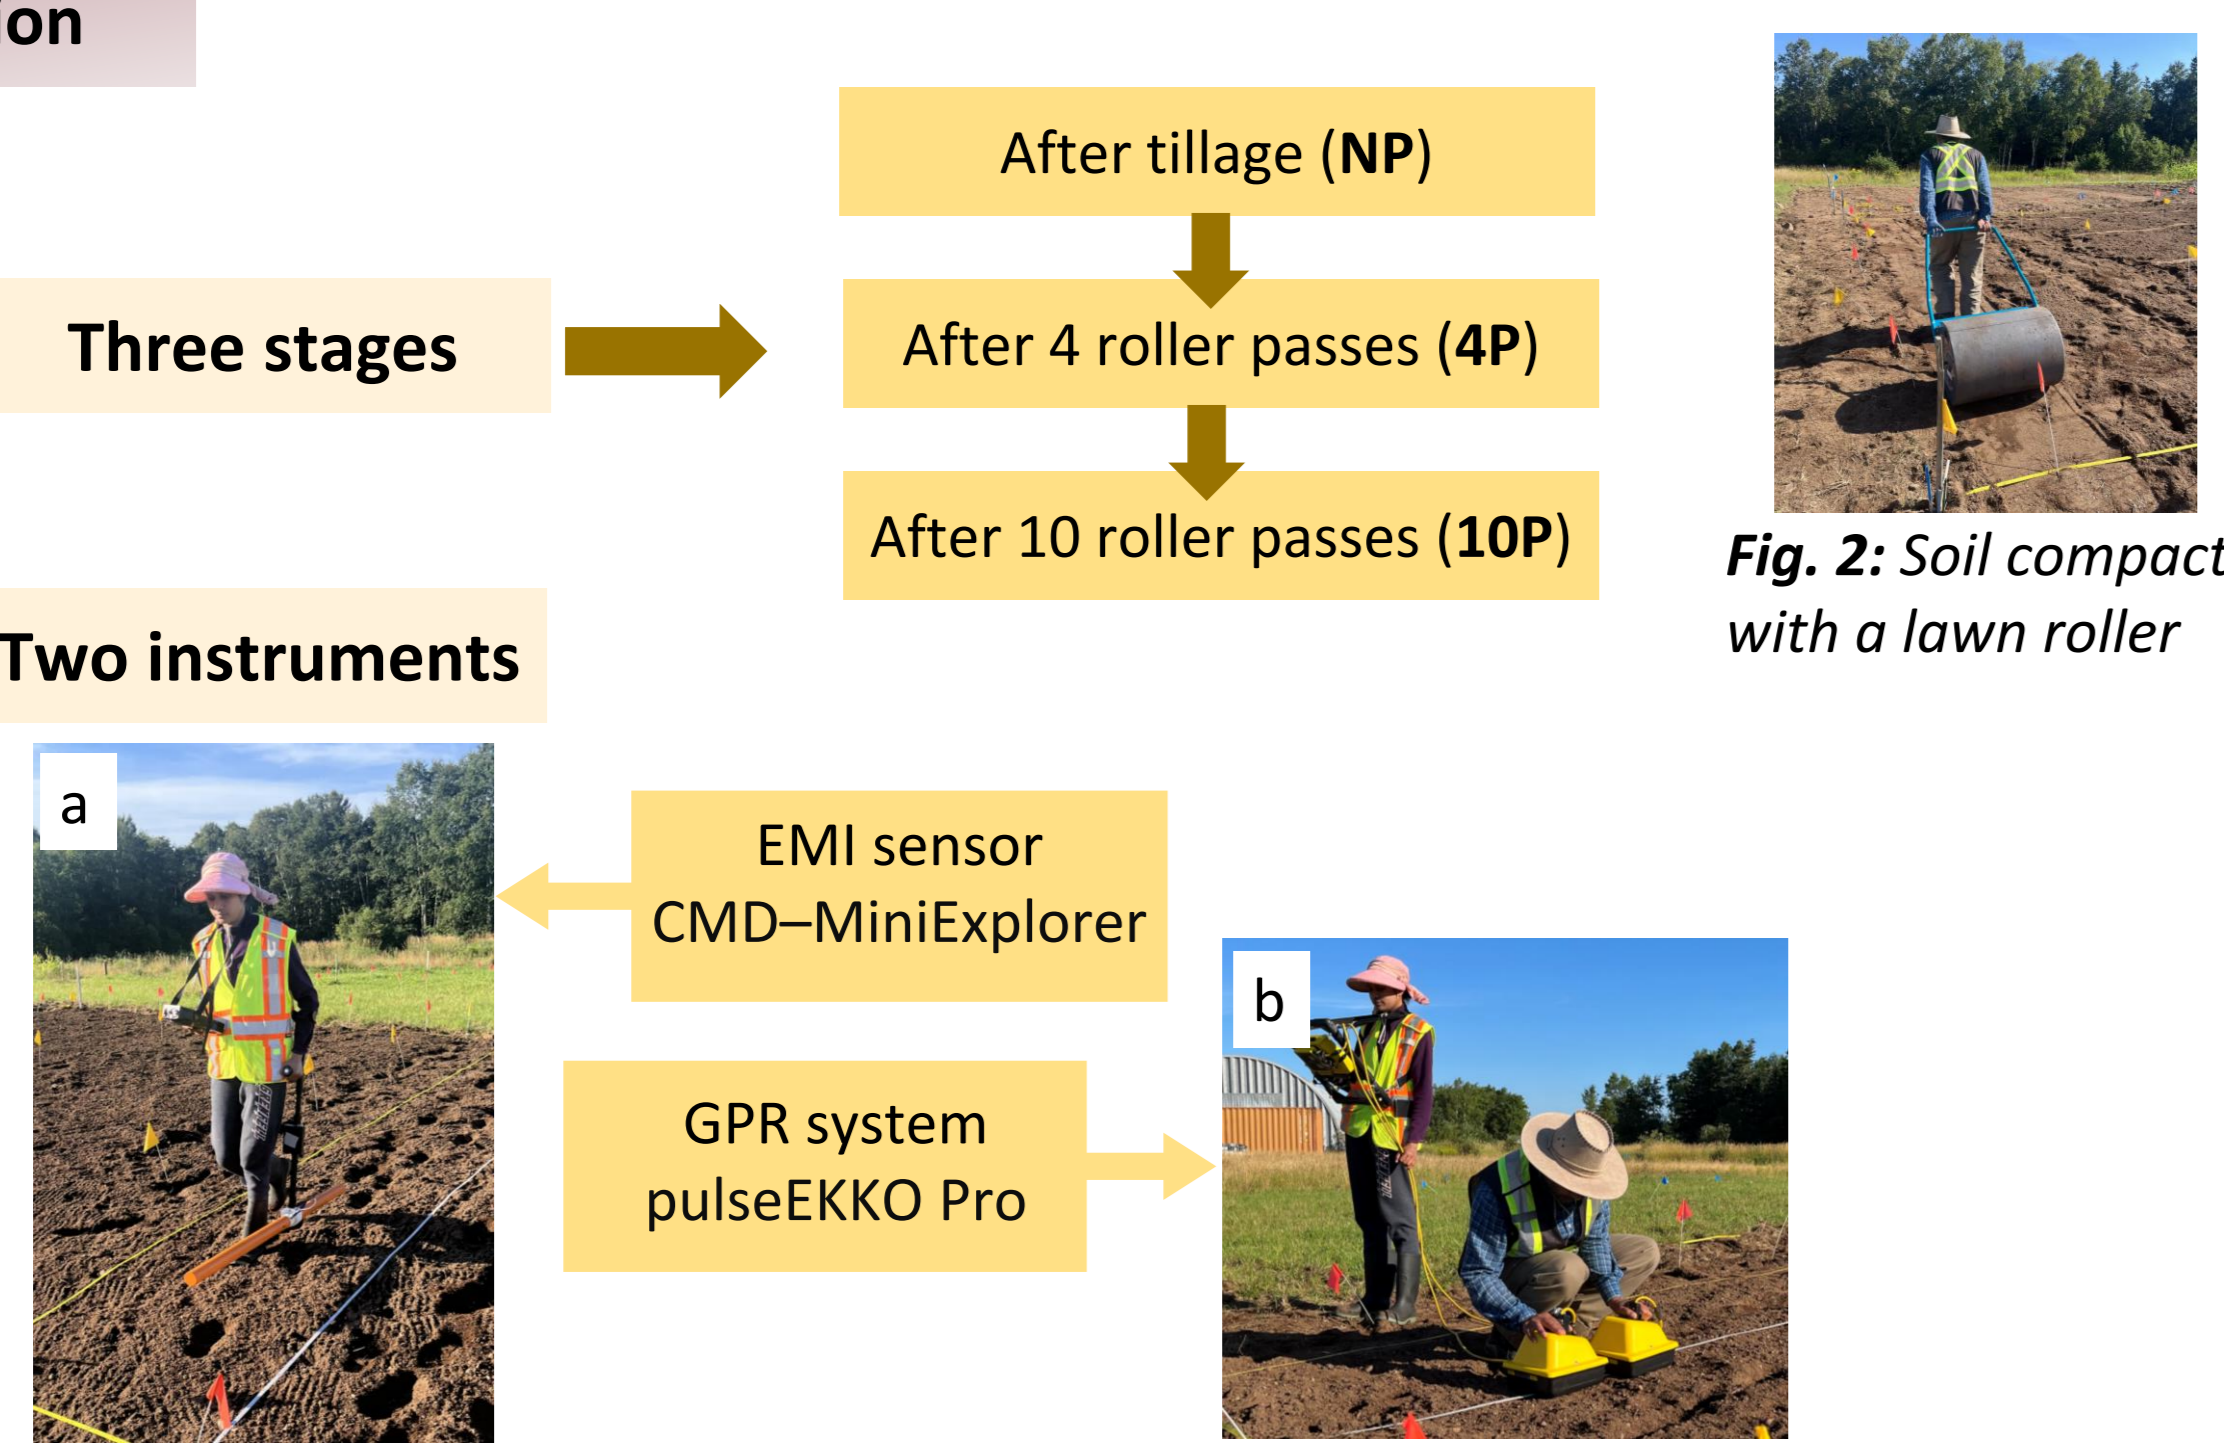 ion
After tillage (NP)
Three stages
After 4 roller passes (4P)
After 10 roller passes (10P)
Fig. 2: Soil compact
with a lawn roller
Two instruments
a
EMI sensor
CMD–MiniExplorer
b
GPR system
pulseEKKO Pro